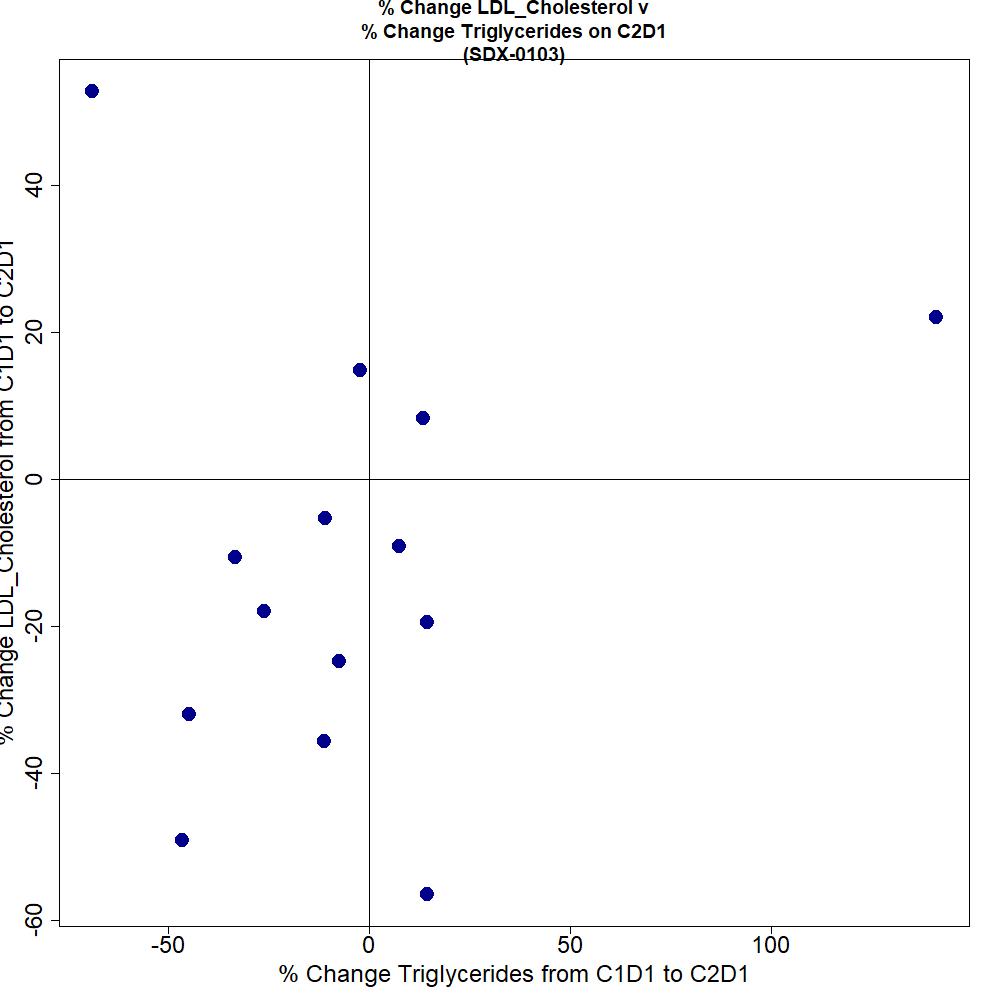 % Change LDL_Cholesterol v
% Change Triglycerides on C2D1
(SDX-0103)
% Change LDL_Cholesterol from C1D1 to C2D1
40
20
0
-20
-40
-60
-50
0
50
100
% Change Triglycerides from C1D1 to C2D1